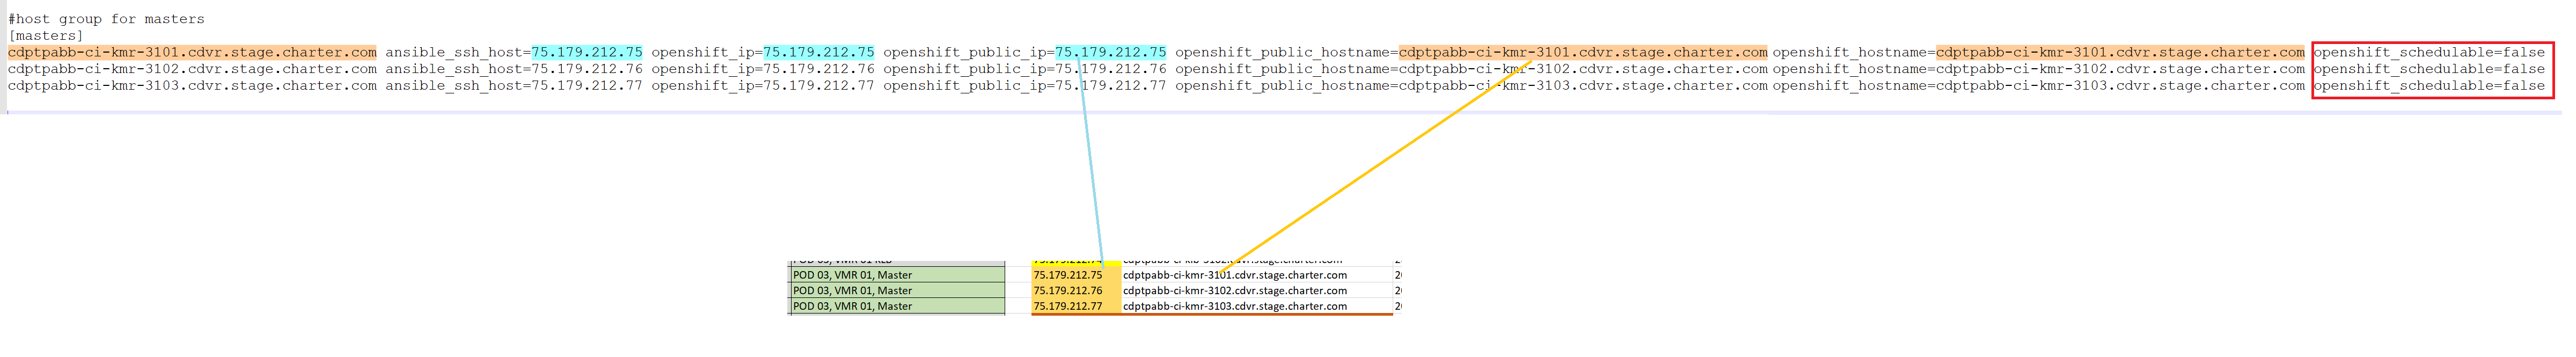 #host group for masters
[masters]
cdptpabb-ci-kmr-3101.cdvr.stage.charter.com ansible_ssh_host=75.179.212.75 openshift_ip=75.179.212.75 openshift_public_ip=75.179.212.75 openshift_public_hostname=cdptpabb-ci-kmr-3101.cdvr.stage.charter.com openshift_hostname=cdptpabb-ci-kmr-3101.cdvr.stage.charter.com openshift_schedulable=false
cdptpabb-ci-kmr-3102.cdvr.stage.charter.com ansible_ssh_host=75.179.212.76 openshift_ip=75.179.212.76 openshift_public_ip=75.179.212.76 openshift_public_hostname=cdptpabb-ci-kmr-3102.cdvr.stage.charter.com openshift_hostname=cdptpabb-ci-kmr-3102.cdvr.stage.charter.com openshift_schedulable=false
cdptpabb-ci-kmr-3103.cdvr.stage.charter.com ansible_ssh_host=75.179.212.77 openshift_ip=75.179.212.77 openshift_public_ip=75.179.212.77 openshift_public_hostname=cdptpabb-ci-kmr-3103.cdvr.stage.charter.com openshift_hostname=cdptpabb-ci-kmr-3103.cdvr.stage.charter.com openshift_schedulable=false
POD 03, VMR 01, Master 75.179.212.75 cdptpabb-ci-kmr-3101.cdvr.stage.charter.com 2
POD 03, VMR 01, Master 75.179.212.76 cdptpabb-ci-kmr-3102.cdvr.stage.charter.com 2
POD 03, VMR 01, Master 75.179.212.77 cdptpabb-ci-kmr-3103.cdvr.stage.charter.com 2